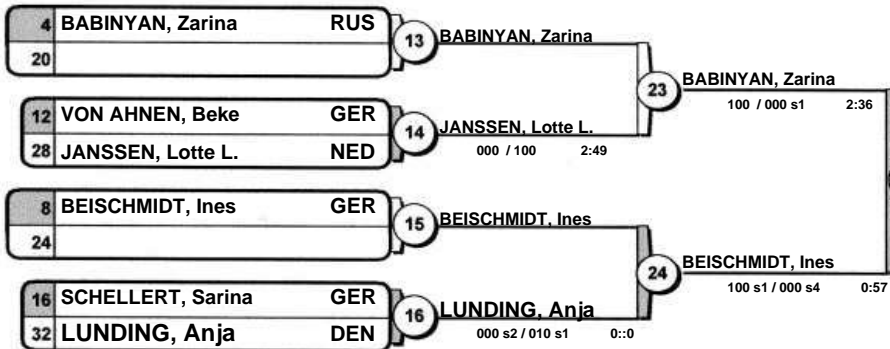 4 BABINYAN, Zarina RUS
20
13 BABINYAN, Zarina
12 VON AHNEN, Beke GER
28 JANSSEN, Lotte L. NED
14 JANSSEN, Lotte L.
000 / 100 2:49
23 BABINYAN, Zarina
100 / 000 s1 2:36
8 BEISCHMIDT, Ines GER
24
15 BEISCHMIDT, Ines
16 SCHELLERT, Sarina GER
32 LUNDING, Anja DEN
16 LUNDING, Anja
000 s2 / 010 s1 0::0
24 BEISCHMIDT, Ines
100 s1 / 000 s4 0:57